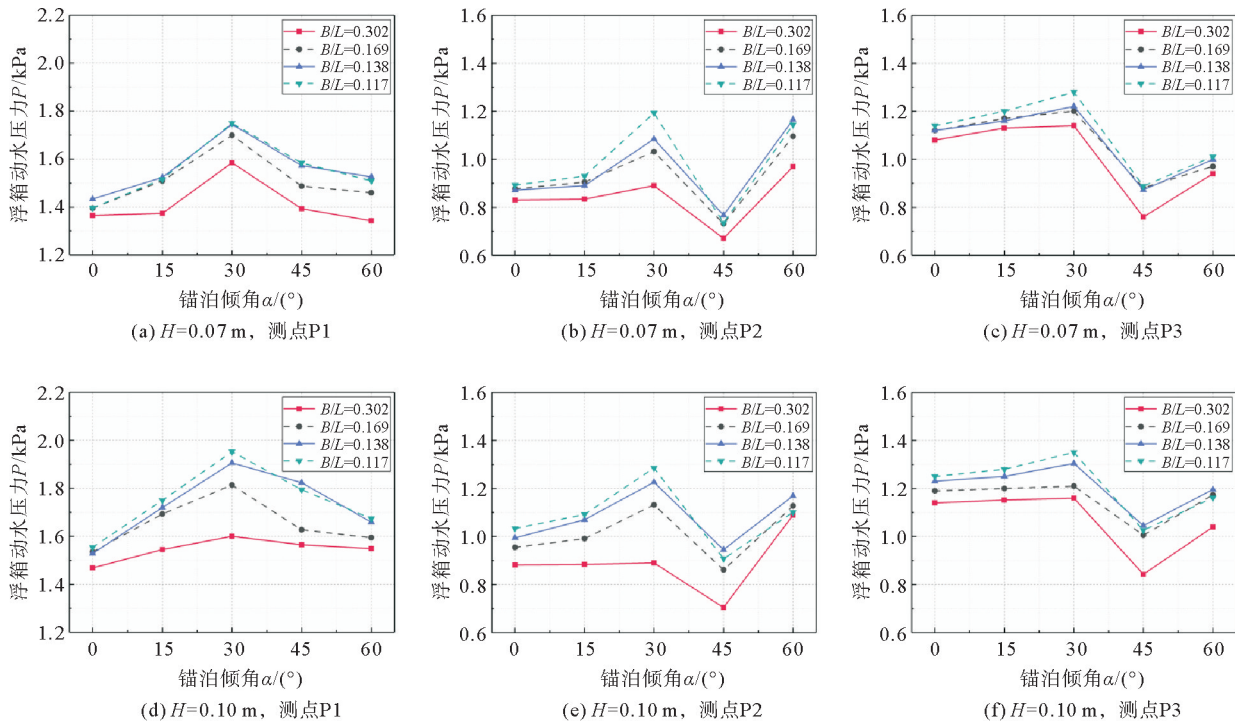 2.2
2.0
1.8
1.6
1.4
1.2
浮箱动水压力P/kPa
B/L=0.302
B/L=0.169
B/L=0.138
B/L=0.117
0 15 30 45 60
锚泊倾角α/(°)
(a) H=0.07 m，测点P1
1.6
1.4
1.2
1.0
0.8
0.6
浮箱动水压力P/kPa
B/L=0.302
B/L=0.169
B/L=0.138
B/L=0.117
0 15 30 45 60
锚泊倾角α/(°)
(b) H=0.07 m，测点P2
1.6
1.4
1.2
1.0
0.8
0.6
浮箱动水压力P/kPa
B/L=0.302
B/L=0.169
B/L=0.138
B/L=0.117
0 15 30 45 60
锚泊倾角α/(°)
(c) H=0.07 m，测点P3
2.2
2.0
1.8
1.6
1.4
1.2
浮箱动水压力P/kPa
B/L=0.302
B/L=0.169
B/L=0.138
B/L=0.117
0 15 30 45 60
锚泊倾角α/(°)
(d) H=0.10 m，测点P1
1.6
1.4
1.2
1.0
0.8
0.6
浮箱动水压力P/kPa
B/L=0.302
B/L=0.169
B/L=0.138
B/L=0.117
0 15 30 45 60
锚泊倾角α/(°)
(e) H=0.10 m，测点P2
1.6
1.4
1.2
1.0
0.8
0.6
浮箱动水压力P/kPa
B/L=0.302
B/L=0.169
B/L=0.138
B/L=0.117
0 15 30 45 60
锚泊倾角α/(°)
(f) H=0.10 m，测点P3